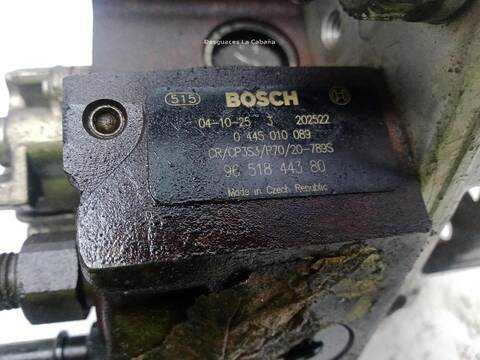 Desguaces La Cabaña
515 BOSCH
04-10-25 3 202522
0 445 010 089
CR/CP3S3/R70/20-789S
96 518 443 80
Made in Czech Republic